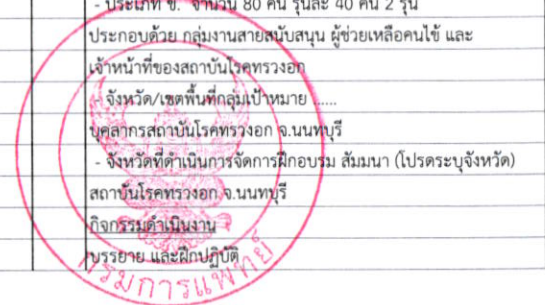 - ประเภท ข. จำนวน 80 คน รุ่นละ 40 คน 2 รุ่น
ประกอบด้วย กลุ่มงานสายสนับสนุน ผู้ช่วยเหลือคนไข้ และ
เจ้าหน้าที่ของสถาบันโรคทรวงอก
- จังหวัด/เขตพื้นที่กลุ่มเป้าหมาย ......
บุคลากรสถาบันโรคทรวงอก จ.นนทบุรี
- จังหวัดที่ดำเนินการจัดการฝึกอบรม สัมมนา (โปรดระบุจังหวัด)
สถาบันโรคทรวงอก จ.นนทบุรี
กิจกรรมดำเนินงาน
บรรยาย และฝึกปฏิบัติ
กรมการแพทย์